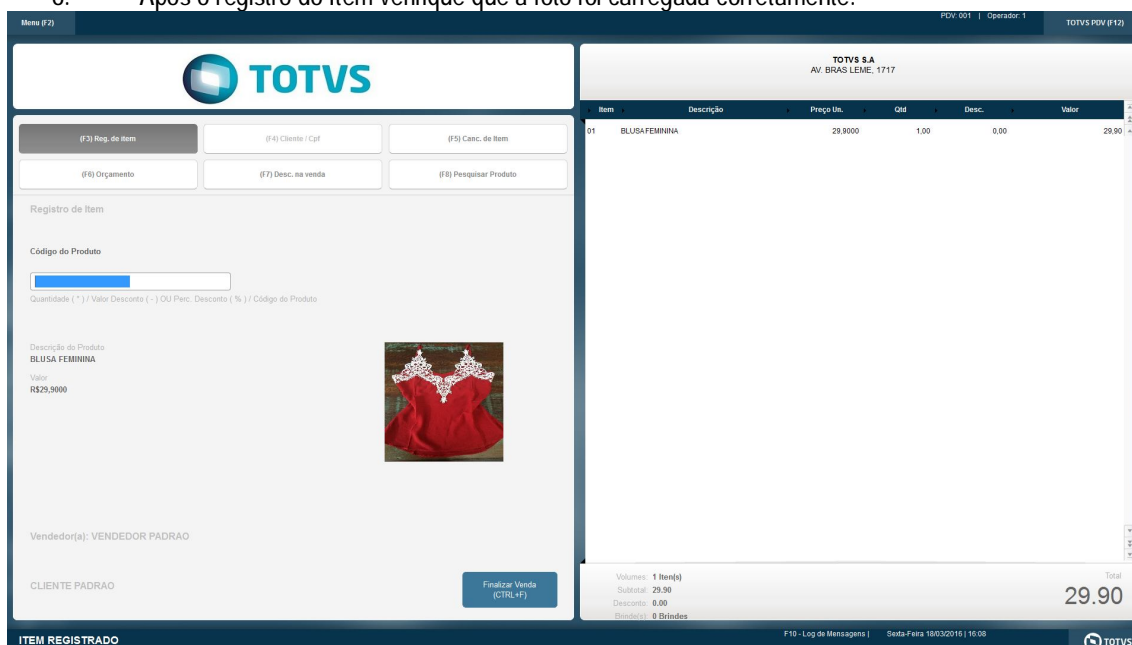 Após o registro do item verifique que a foto foi carregada corretamente.
Menu (F2)
PDV: 001 | Operador: 1
TOTVS PDV (F12)
TOTVS
TOTVS S.A
AV. BRAS LEME, 1717
Item Descrição Preço Un. Qtd Desc. Valor
01 BLUSA FEMININA 29,9000 1,00 0,00 29,90
(F3) Reg. de item
(F4) Cliente / Cpf
(F5) Canc. de Item
(F6) Orçamento
(F7) Desc. na venda
(F8) Pesquisar Produto
Registro de Item
Código do Produto
Quantidade ( * ) / Valor Desconto ( - ) OU Perc. Desconto ( % ) / Código do Produto
Descrição do Produto
BLUSA FEMININA
Valor
R$29,9000
Vendedor(a): VENDEDOR PADRAO
CLIENTE PADRAO
Finalizar Venda
(CTRL+F)
Volumes: 1 Iten(s)
Subtotal: 29.90
Desconto: 0.00
Brinde(s): 0 Brindes
Total
29.90
ITEM REGISTRADO
F10 - Log de Mensagens | Sexta-Feira 18/03/2016 | 16:08
TOTVS